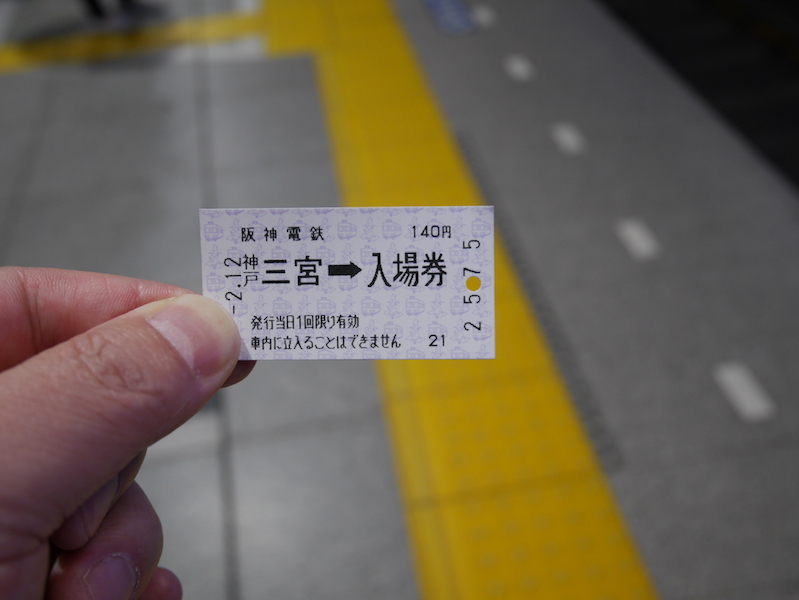 阪神電鉄 140円
神戸三宮➡入場券
発行当日1回限り有効
車内に立入ることはできません 21
-2.12
2575